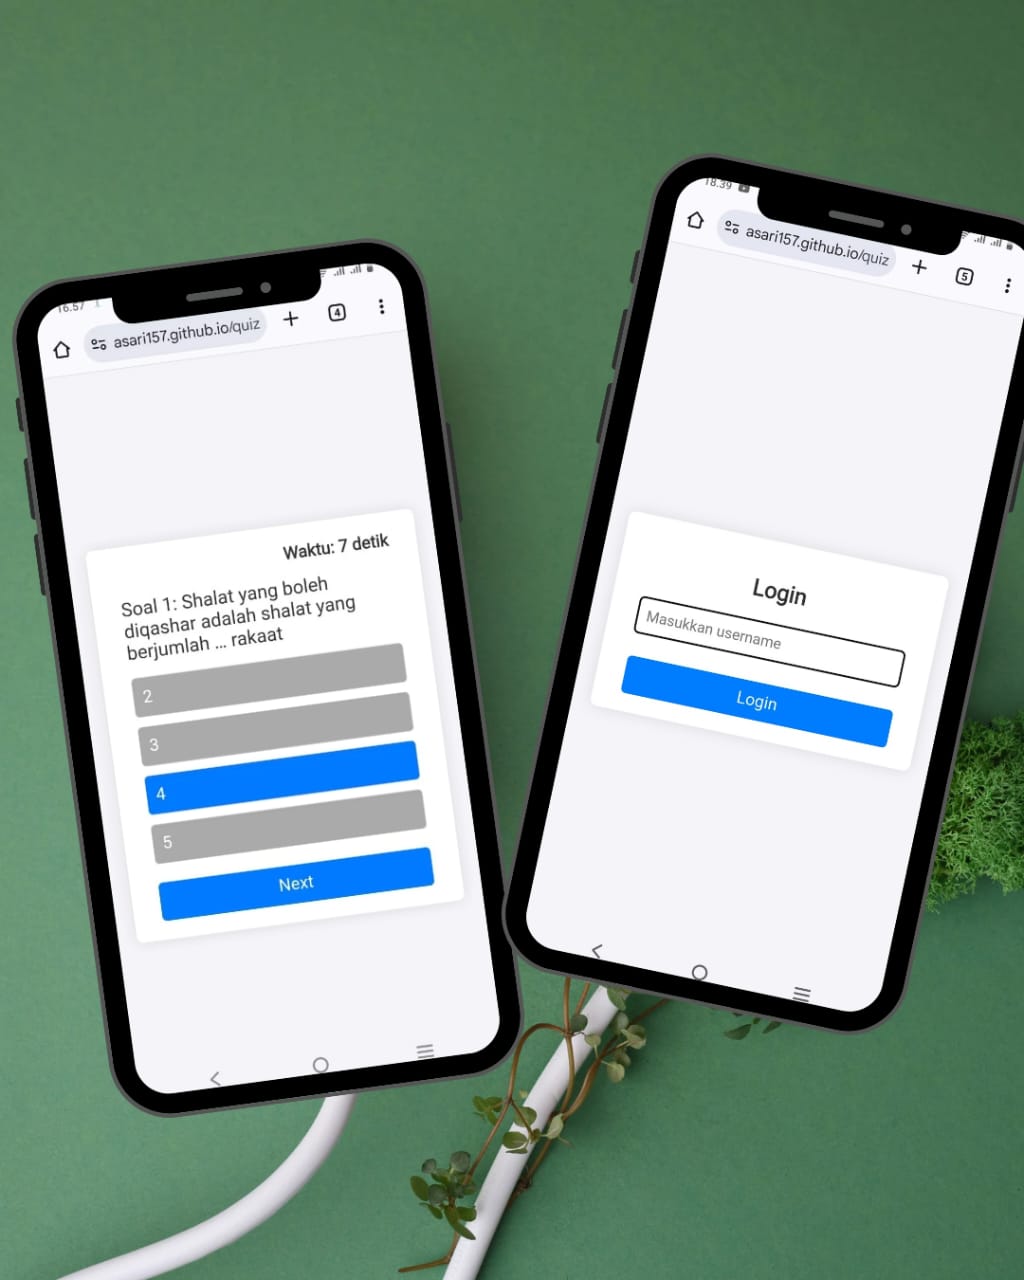 16.57
asari157.github.io/quiz
4
Waktu: 7 detik
Soal 1: Shalat yang boleh
diqashar adalah shalat yang
berjumlah ... rakaat
2
3
4
5
Next
18.39
asari157.github.io/quiz
5
Login
Masukkan username
Login